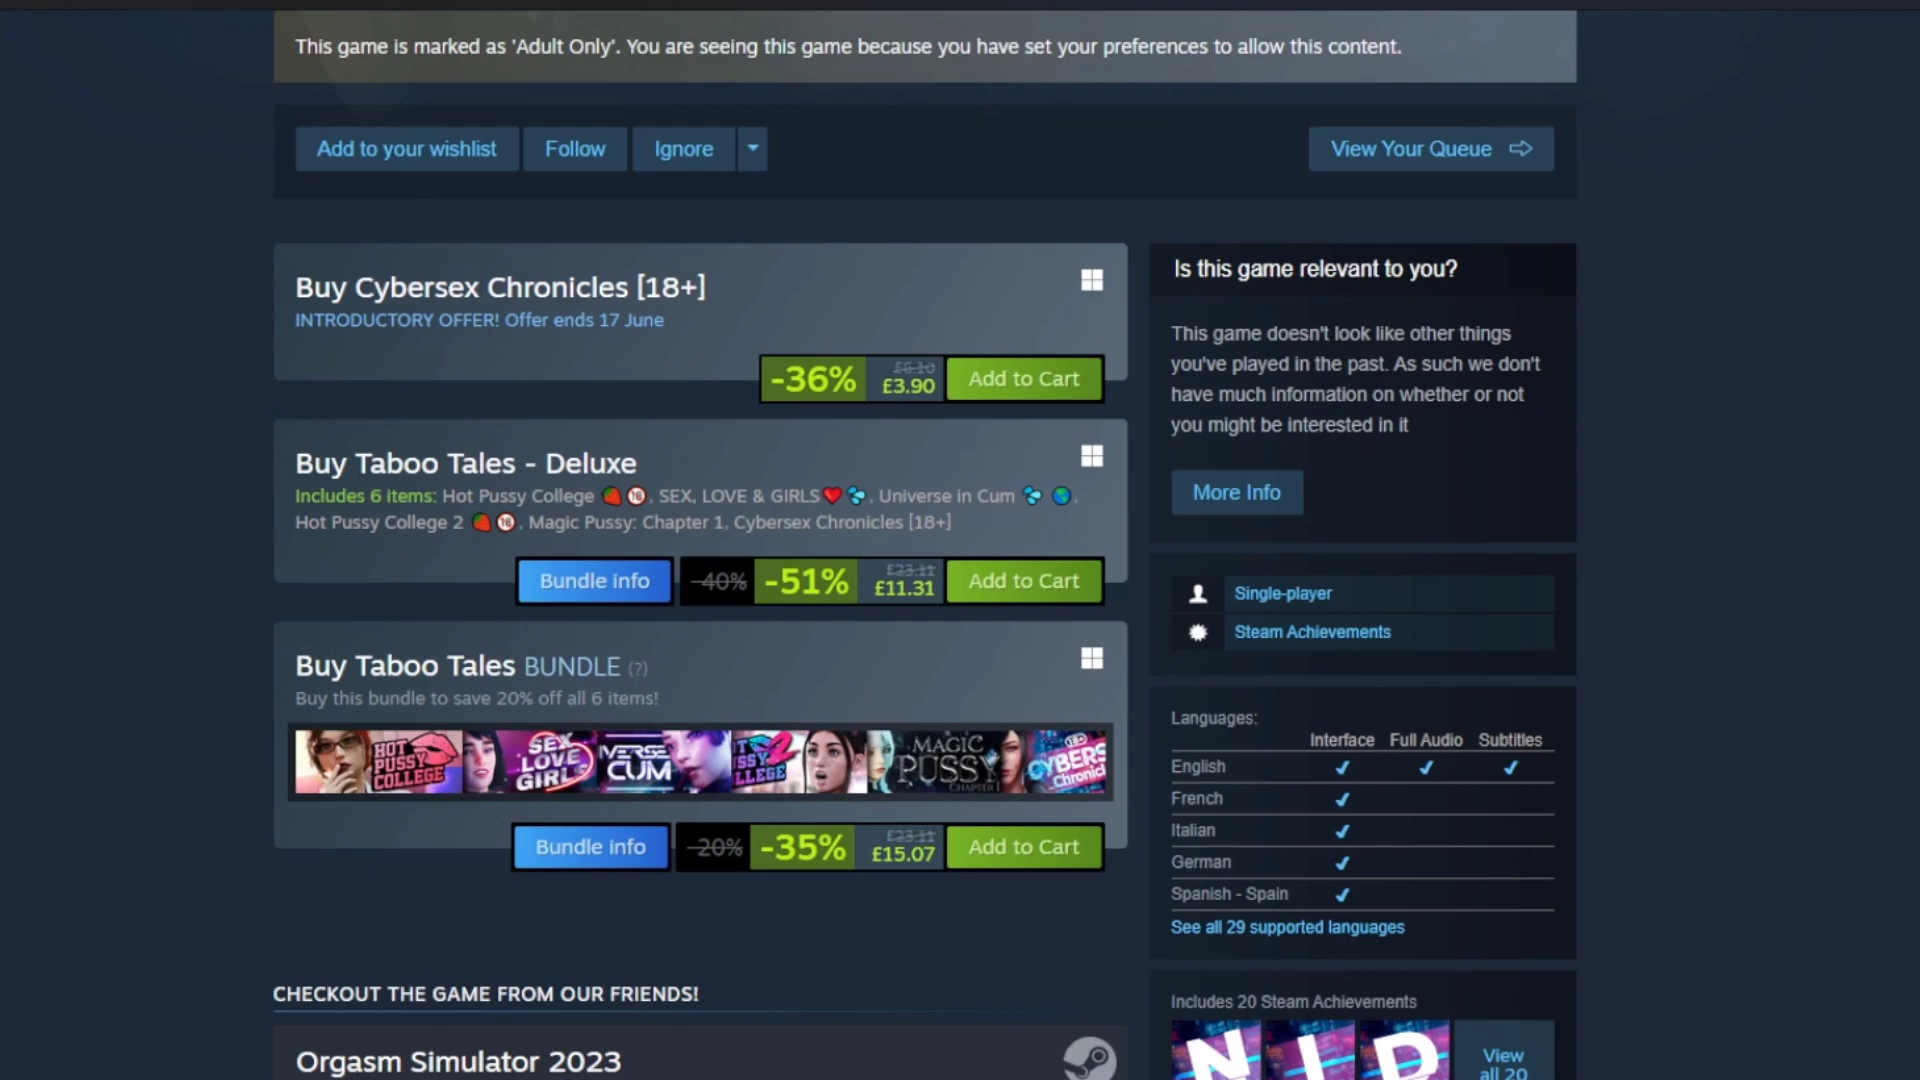 This game is marked as 'Adult Only'. You are seeing this game because you have set your preferences to allow this content.
Add to your wishlist
Follow
Ignore
View Your Queue
Buy Cybersex Chronicles [18+]
INTRODUCTORY OFFER! Offer ends 17 June
-36%
£6.10
£3.90
Add to Cart
Buy Taboo Tales - Deluxe
Includes 6 items: Hot Pussy College 🍓🔞, SEX, LOVE & GIRLS❤️💦, Universe in Cum 💦 🌎,
Hot Pussy College 2 🍓🔞, Magic Pussy: Chapter 1, Cybersex Chronicles [18+]
Bundle info
-40%
-51%
£23.11
£11.31
Add to Cart
Buy Taboo Tales BUNDLE (?)
Buy this bundle to save 20% off all 6 items!
HOT
PUSSY
COLLEGE
SEX
LOVE
GIRL
IVERSE
CUM
OT
USSY 2
LLEGE
MAGIC
PUSSY
CHAPTER 1
18+
CYBERS
Chronicl
Bundle info
-20%
-35%
£23.11
£15.07
Add to Cart
CHECKOUT THE GAME FROM OUR FRIENDS!
Orgasm Simulator 2023
Is this game relevant to you?
This game doesn't look like other things
you've played in the past. As such we don't
have much information on whether or not
you might be interested in it
More Info
Single-player
Steam Achievements
Languages:
Interface Full Audio Subtitles
English ✔ ✔ ✔
French ✔
Italian ✔
German ✔
Spanish - Spain ✔
See all 29 supported languages
Includes 20 Steam Achievements
N
I
D
View
all 20